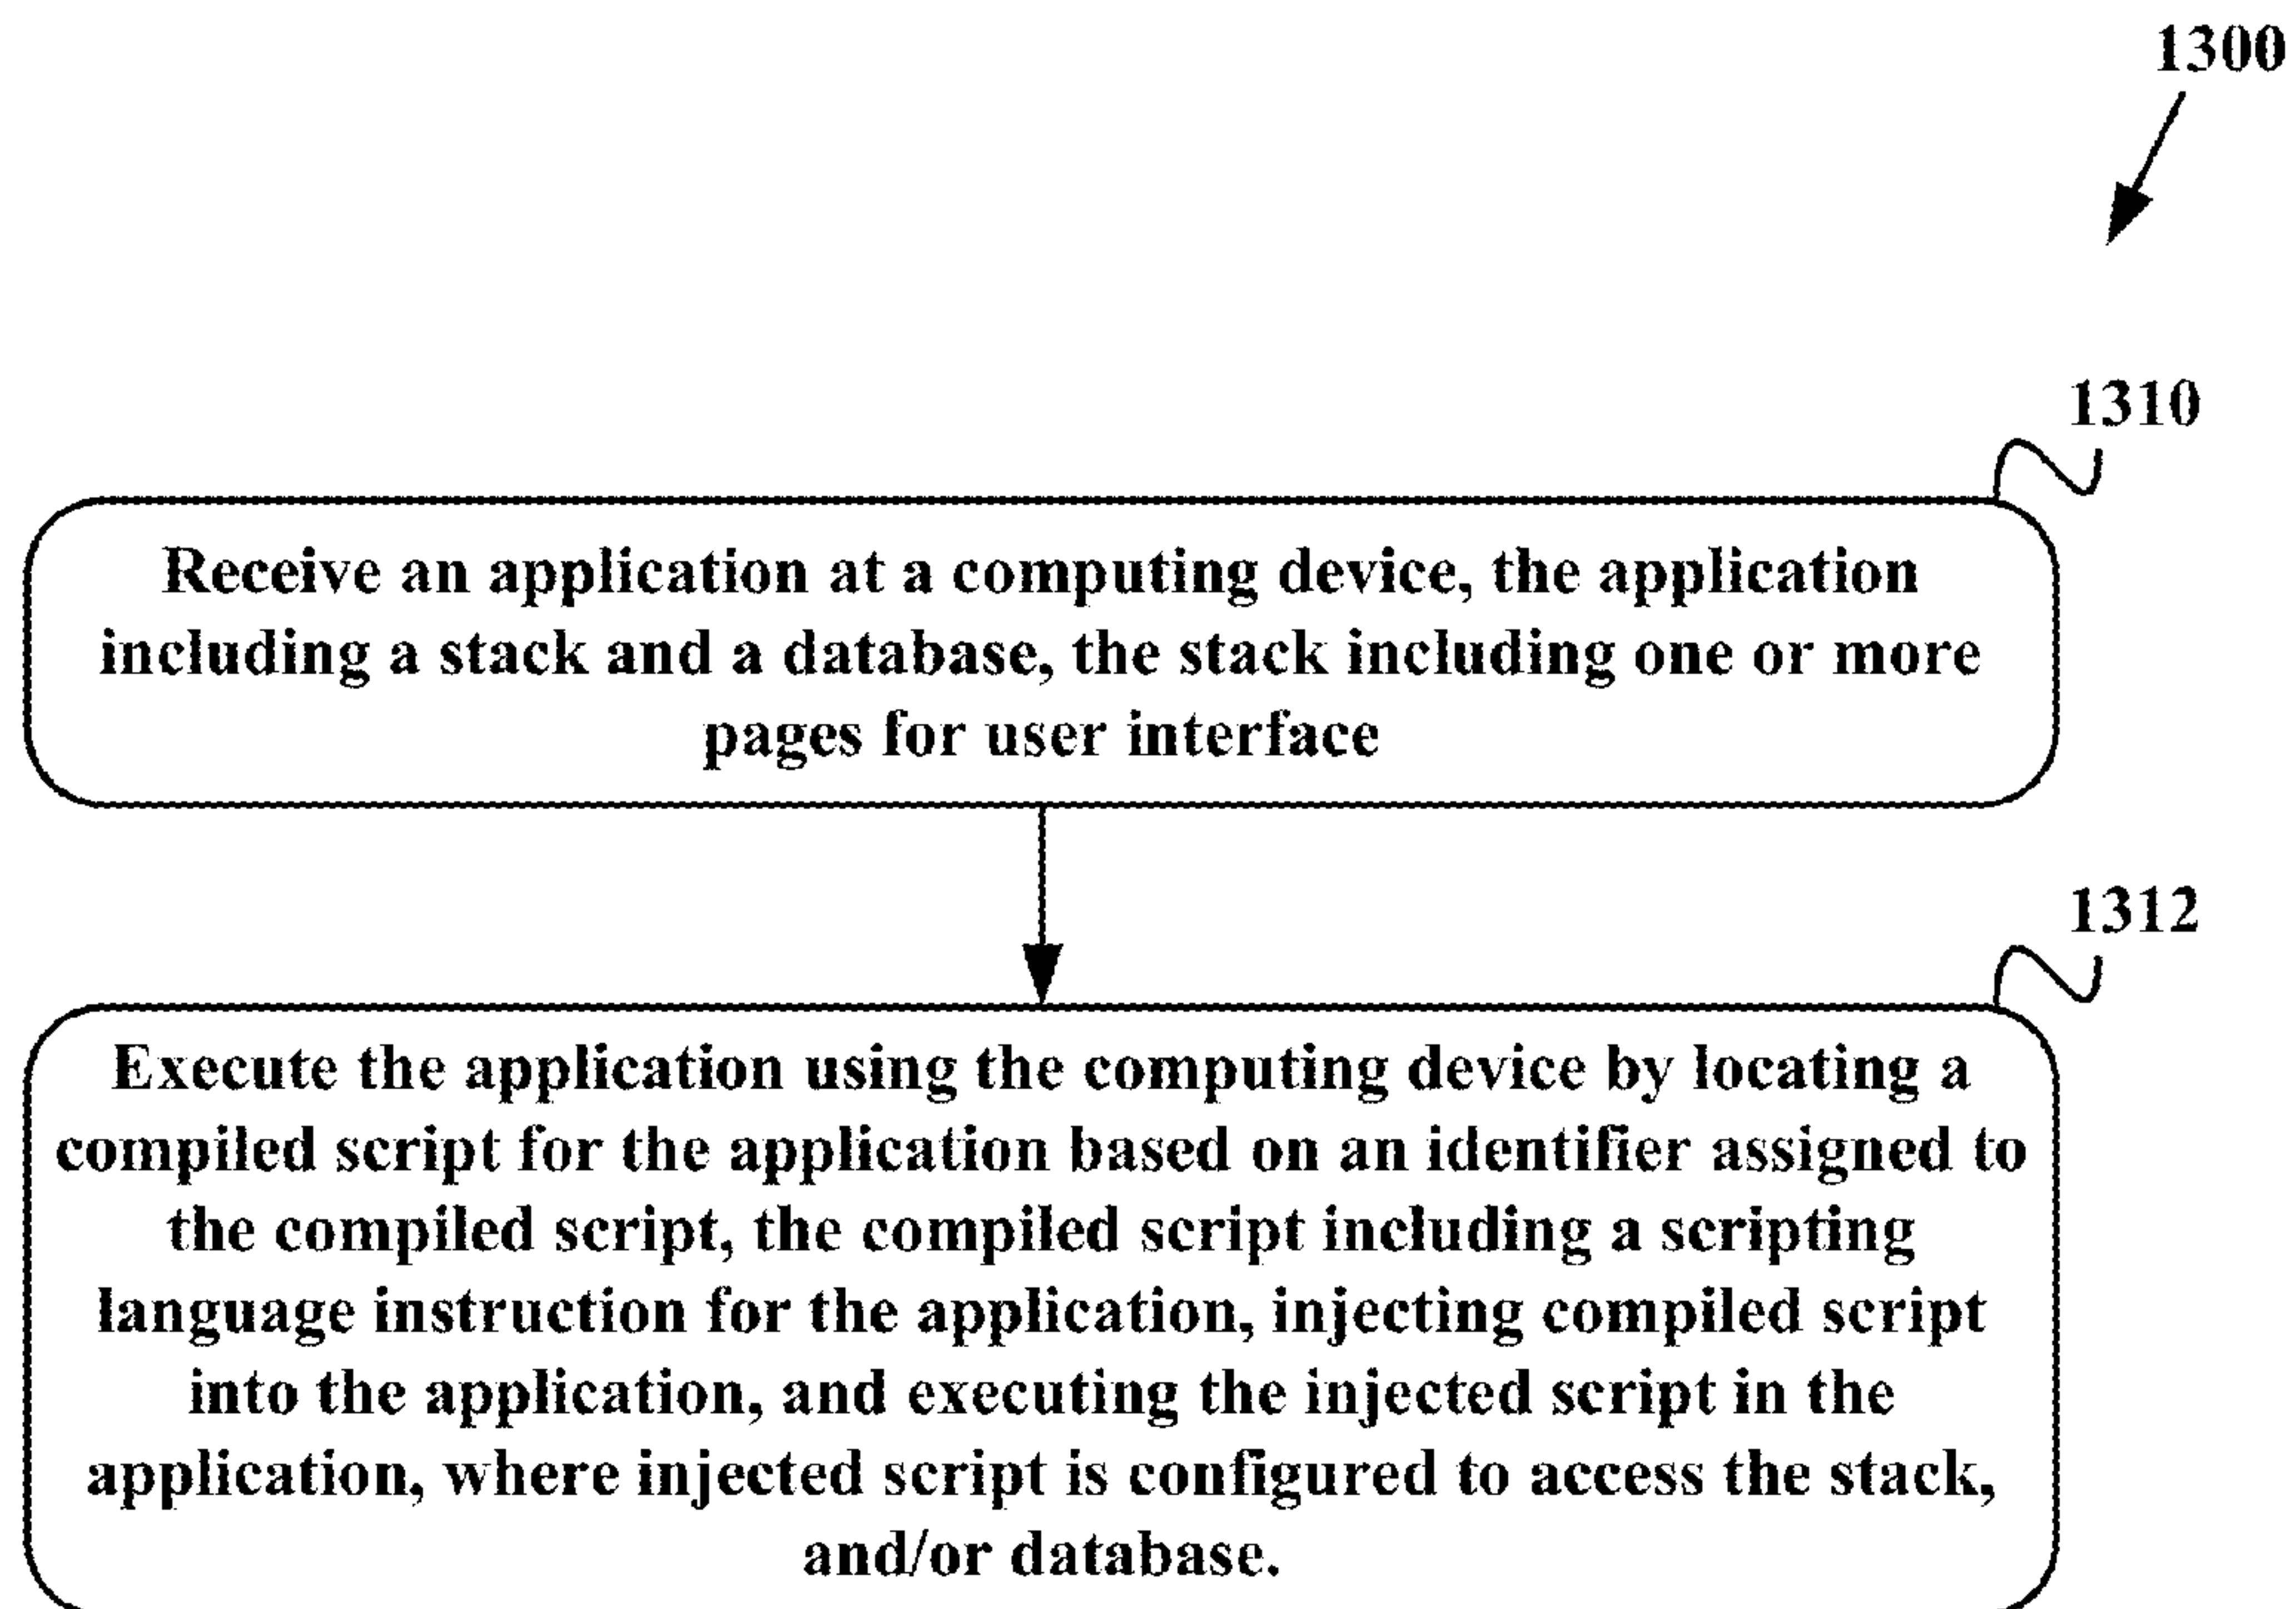 1300
1310
Receive an application at a computing device, the application
including a stack and a database, the stack including one or more
pages for user interface
1312
Execute the application using the computing device by locating a
compiled script for the application based on an identifier assigned to
the compiled script, the compiled script including a scripting
language instruction for the application, injecting compiled script
into the application, and executing the injected script in the
application, where injected script is configured to access the stack,
and/or database.